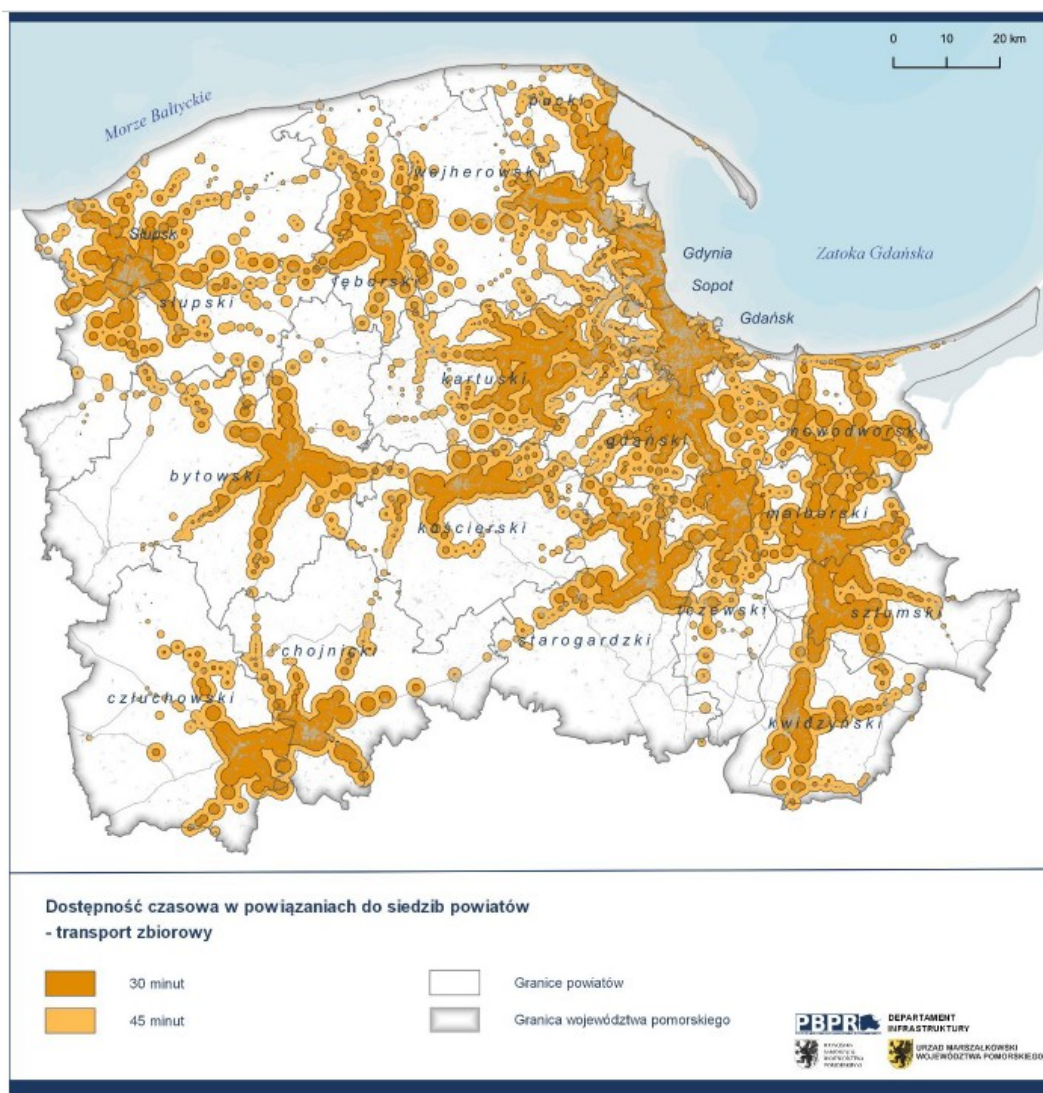 0 10 20 km
Morze Bałtyckie
pucki
wejherowski
Słupsk
Gdynia
Zatoka Gdańska
Sopot
lęborski
słupski
Gdańsk
kartuski
gdański
nowodworski
bytowski
malborski
kościerski
tczewski
sztumski
starogardzki
chojnicki
człuchowski
kwidzyński
Dostępność czasowa w powiązaniach do siedzib powiatów
- transport zbiorowy
30 minut
Granice powiatów
45 minut
Granica województwa pomorskiego
PBPR
DEPARTAMENT
INFRASTRUKTURY
URZĄD MARSZAŁKOWSKI
WOJEWÓDZTWA POMORSKIEGO